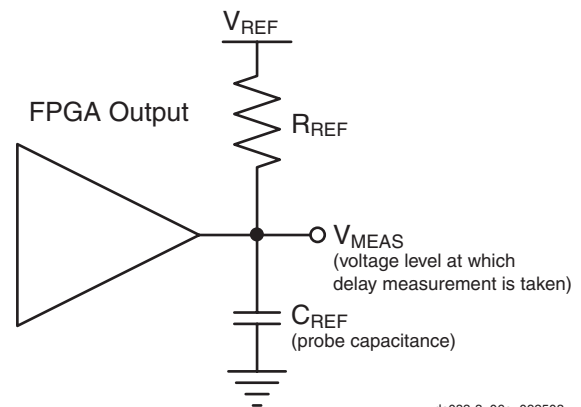 VREF
FPGA Output
RREF
VMEAS
(voltage level at which
delay measurement is taken)
CREF
(probe capacitance)